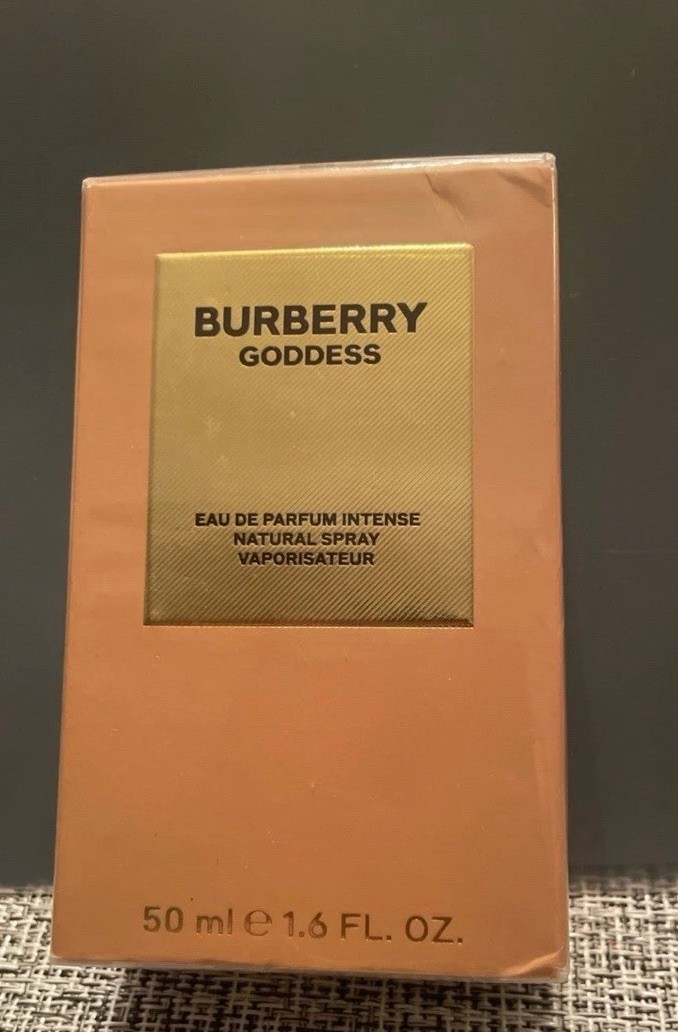 BURBERRY
GODDESS
EAU DE PARFUM INTENSE
NATURAL SPRAY
VAPORISATEUR
50 ml ℮ 1.6 FL. OZ.